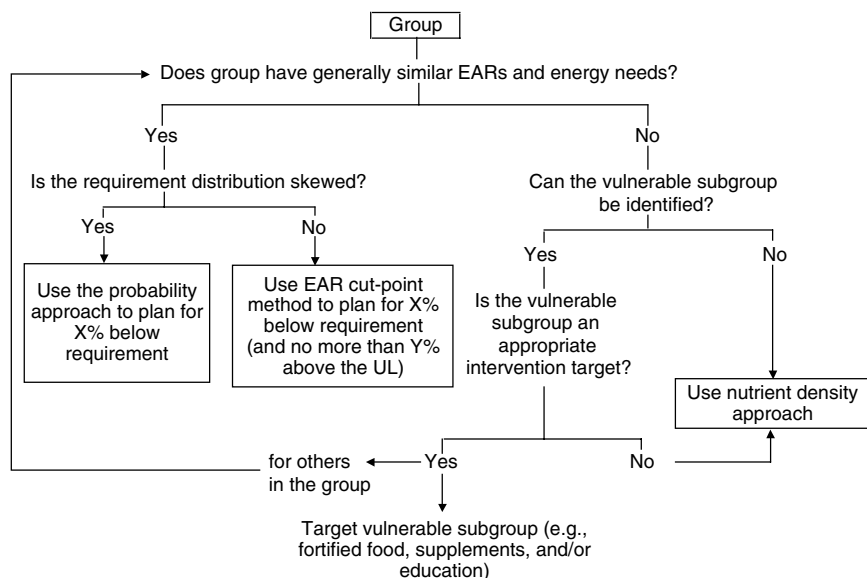 Group
Does group have generally similar EARs and energy needs?
Yes
No
Is the requirement distribution skewed?
Can the vulnerable subgroup
be identified?
Yes
No
Yes
No
Use the probability
approach to plan for
X% below
requirement
Use EAR cut-point
method to plan for X%
below requirement
(and no more than Y%
above the UL)
Is the vulnerable
subgroup an
appropriate
intervention target?
Use nutrient density
approach
for others
in the group
Yes
No
Target vulnerable subgroup (e.g.,
fortified food, supplements, and/or
education)